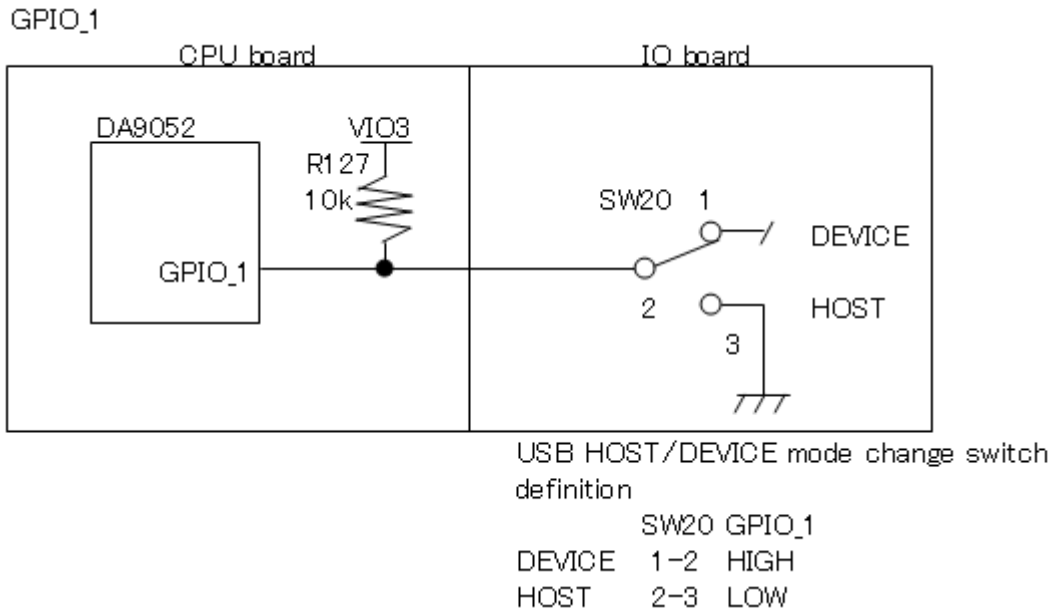 GPIO_1
CPU board
IO board
DA9052
VIO3
R127
10k
SW20 1
DEVICE
GPIO_1
2
HOST
3
USB HOST/DEVICE mode change switch
definition
SW20 GPIO_1
DEVICE 1-2 HIGH
HOST 2-3 LOW